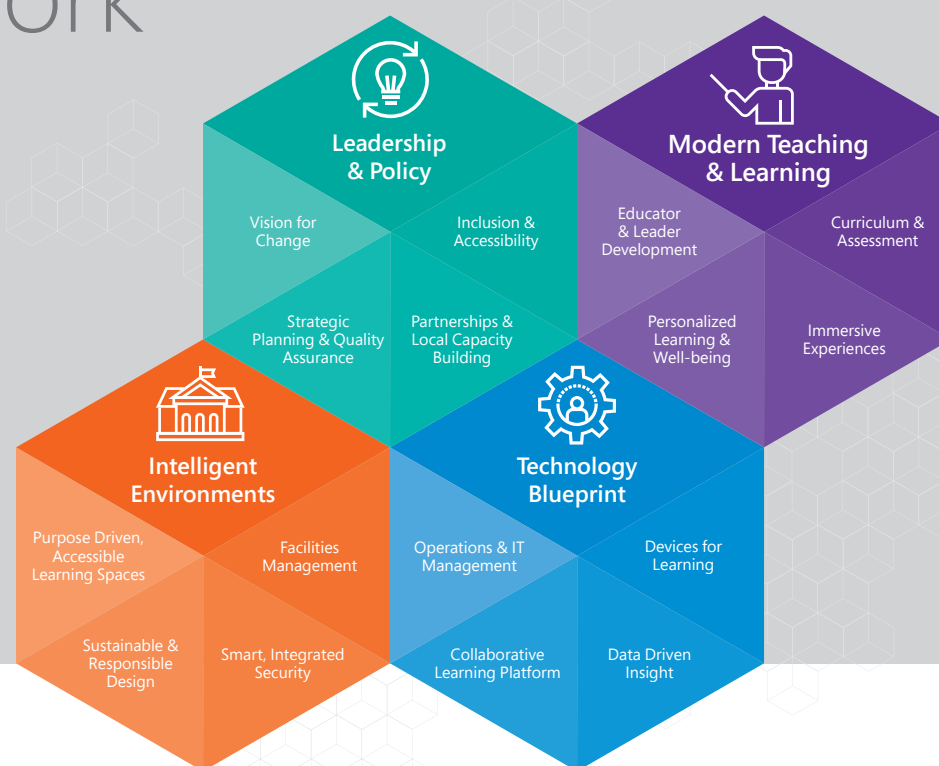 ork
Leadership
& Policy
Vision for
Change
Inclusion &
Accessibility
Strategic
Planning & Quality
Assurance
Partnerships &
Local Capacity
Building
Modern Teaching
& Learning
Educator
& Leader
Development
Curriculum &
Assessment
Personalized
Learning &
Well-being
Immersive
Experiences
Intelligent
Environments
Purpose Driven,
Accessible
Learning Spaces
Facilities
Management
Sustainable &
Responsible
Design
Smart, Integrated
Security
Technology
Blueprint
Operations & IT
Management
Devices for
Learning
Collaborative
Learning Platform
Data Driven
Insight